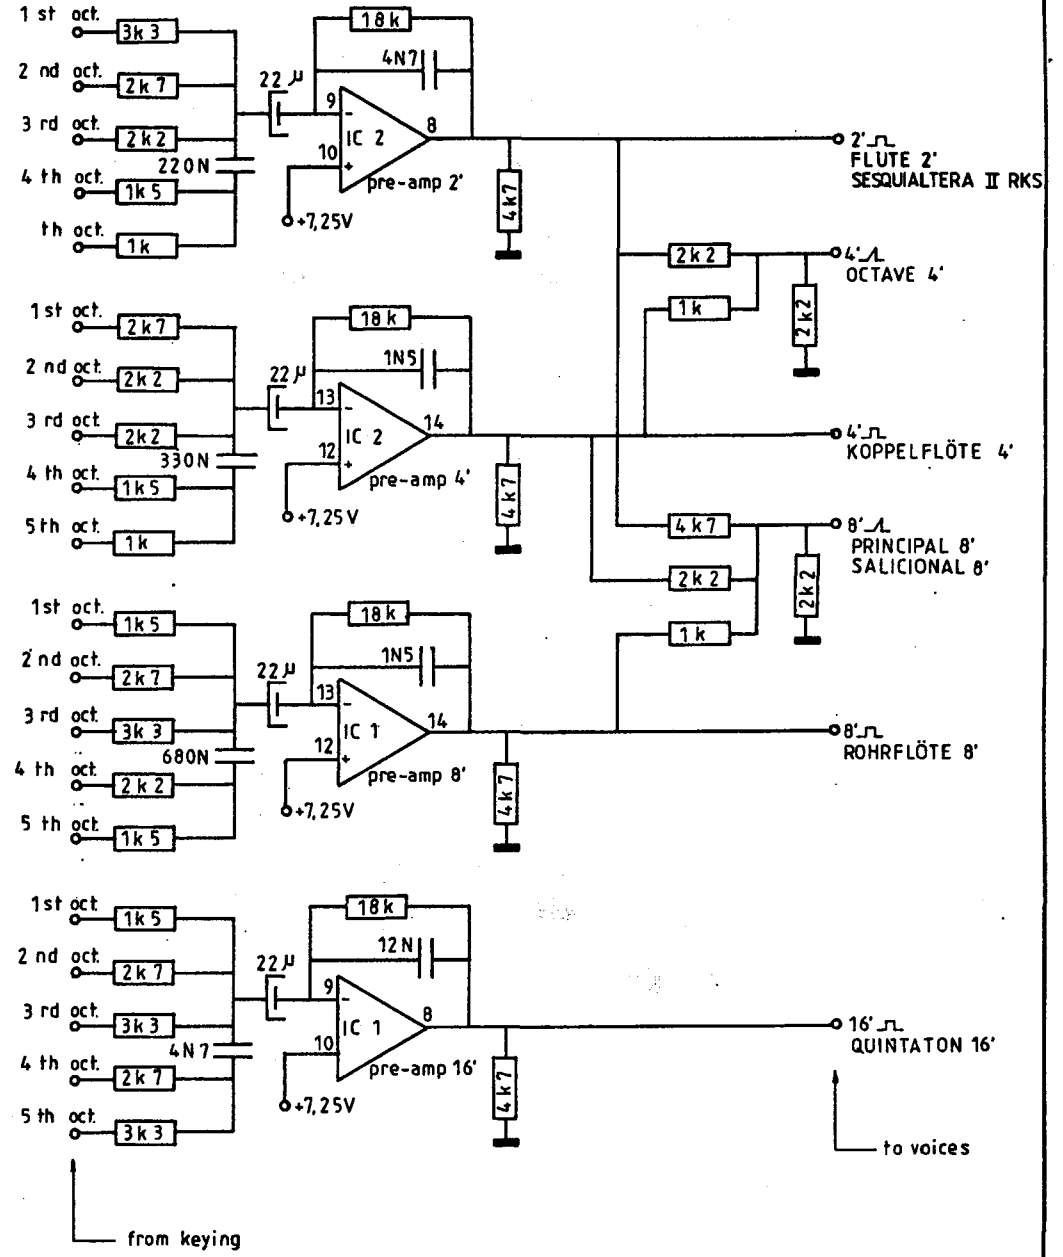 1 st oct.
3k3
2 nd oct.
2k7
3 rd oct.
2k2
220N
4 th oct.
1k5
th oct.
1k
22 µ
18k
4N7
9
-
IC 2
8
10
+
pre-amp 2'
+7,25V
4k7
2'
FLUTE 2'
SESQUIALTERA II RKS
2k2
4'
OCTAVE 4'
1k
2k2
1st oct.
2k7
2 nd oct.
2k2
3 rd oct.
2k2
330N
4 th oct.
1k5
5th oct.
1k
22 µ
18k
1N5
13
-
IC 2
14
12
+
pre-amp 4'
+7,25V
4k7
4'
KOPPELFLÖTE 4'
4k7
8'
PRINCIPAL 8'
SALICIONAL 8'
2k2
2k2
1k
1st oct.
1k5
2 nd oct.
2k7
3 rd oct.
3k3
680N
4 th oct.
2k2
5 th oct.
1k5
22 µ
18k
1N5
13
-
IC 1
14
12
+
pre-amp 8'
+7,25V
4k7
8'
ROHRFLÖTE 8'
1st oct
1k5
2 nd oct.
2k7
3 rd oct.
3k3
4N7
4 th oct.
2k7
5 th oct.
3k3
22 µ
18k
12N
9
-
IC 1
8
10
+
pre-amp 16'
+7,25V
4k7
16'
QUINTATON 16'
to voices
from keying